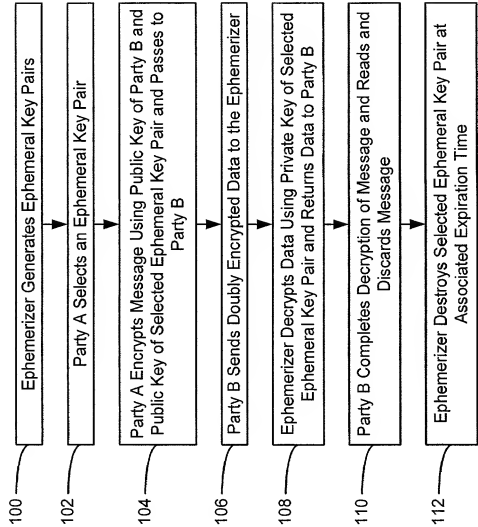 100
Ephemerizer Generates Ephemeral Key Pairs
102
Party A Selects an Ephemeral Key Pair
104
Party A Encrypts Message Using Public Key of Party B and
Public Key of Selected Ephemeral Key Pair and Passes to
Party B
106
Party B Sends Doubly Encrypted Data to the Ephemerizer
108
Ephemerizer Decrypts Data Using Private Key of Selected
Ephemeral Key Pair and Returns Data to Party B
110
Party B Completes Decryption of Message and Reads and
Discards Message
112
Ephemerizer Destroys Selected Ephemeral Key Pair at
Associated Expiration Time